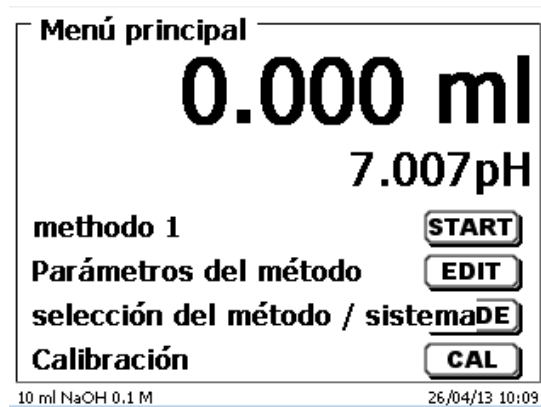 Menú principal
0.000 ml
7.007pH
methodo 1 START
Parámetros del método EDIT
selección del método / sistemaDE
Calibración CAL
10 ml NaOH 0.1 M 26/04/13 10:09